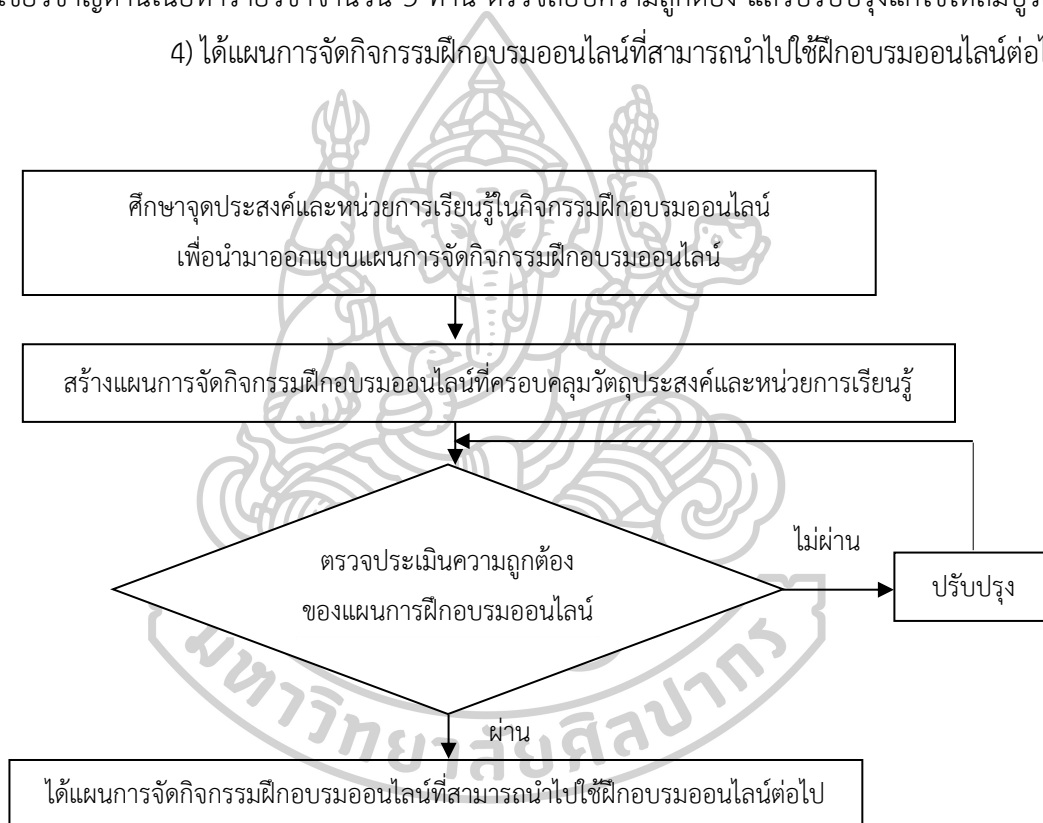 4) ได้แผนการจัดกิจกรรมฝึกอบรมออนไลน์ที่สามารถนำไปใช้ฝึกอบรมออนไลน์ต่อไ
ศึกษาจุดประสงค์และหน่วยการเรียนรู้ในกิจกรรมฝึกอบรมออนไลน์
เพื่อนำมาออกแบบแผนการจัดกิจกรรมฝึกอบรมออนไลน์
สร้างแผนการจัดกิจกรรมฝึกอบรมออนไลน์ที่ครอบคลุมวัตถุประสงค์และหน่วยการเรียนรู้
ไม่ผ่าน
ตรวจประเมินความถูกต้อง
ของแผนการฝึกอบรมออนไลน์
ปรับปรุง
ผ่าน
มหาวิทยาลัยศิลปากร
ได้แผนการจัดกิจกรรมฝึกอบรมออนไลน์ที่สามารถนำไปใช้ฝึกอบรมออนไลน์ต่อไป